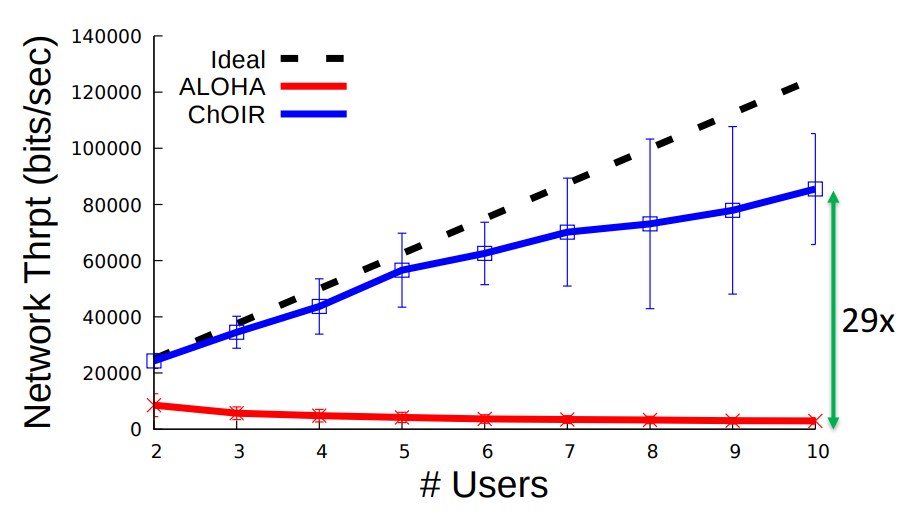 Network Thrpt (bits/sec)
140000
120000
100000
80000
60000
40000
20000
0
Ideal
ALOHA
ChOIR
29x
2 3 4 5 6 7 8 9 10
# Users